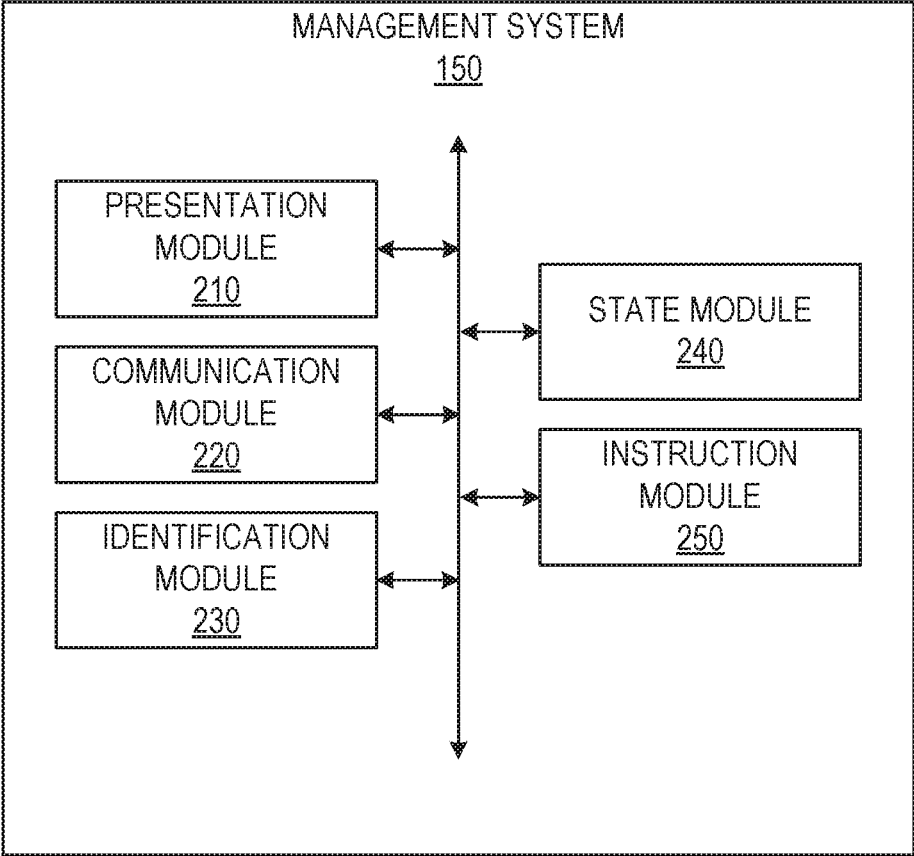 MANAGEMENT SYSTEM
150
PRESENTATION
MODULE
210
COMMUNICATION
MODULE
220
IDENTIFICATION
MODULE
230
STATE MODULE
240
INSTRUCTION
MODULE
250